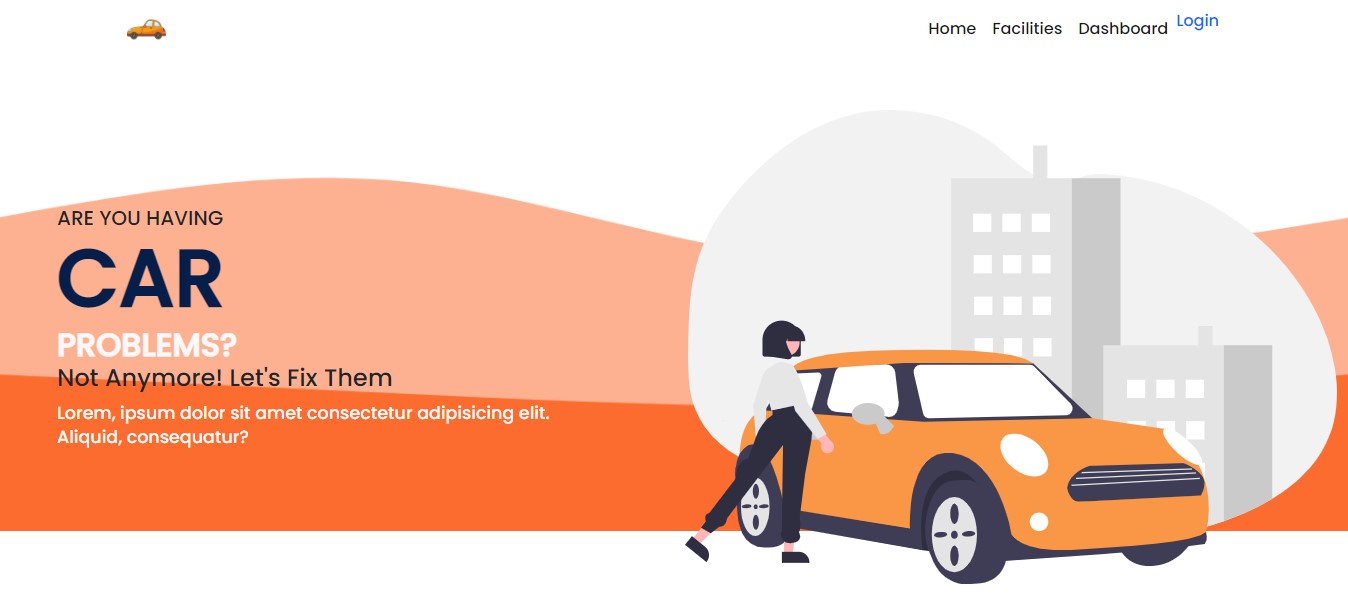 Home Facilities Dashboard Login
ARE YOU HAVING
CAR
PROBLEMS?
Not Anymore! Let's Fix Them
Lorem, ipsum dolor sit amet consectetur adipisicing elit.
Aliquid, consequatur?